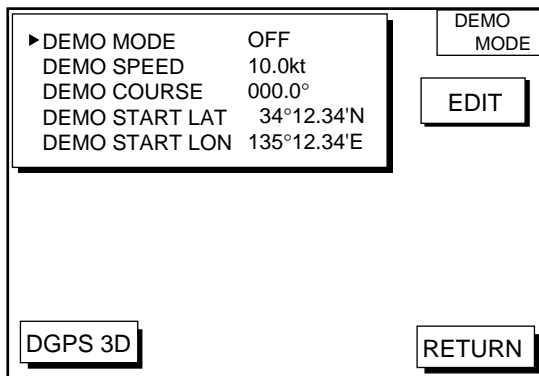 DEMO
MODE
▶DEMO MODE OFF
DEMO SPEED 10.0kt
DEMO COURSE 000.0°
DEMO START LAT 34°12.34'N
DEMO START LON 135°12.34'E
EDIT
DGPS 3D
RETURN